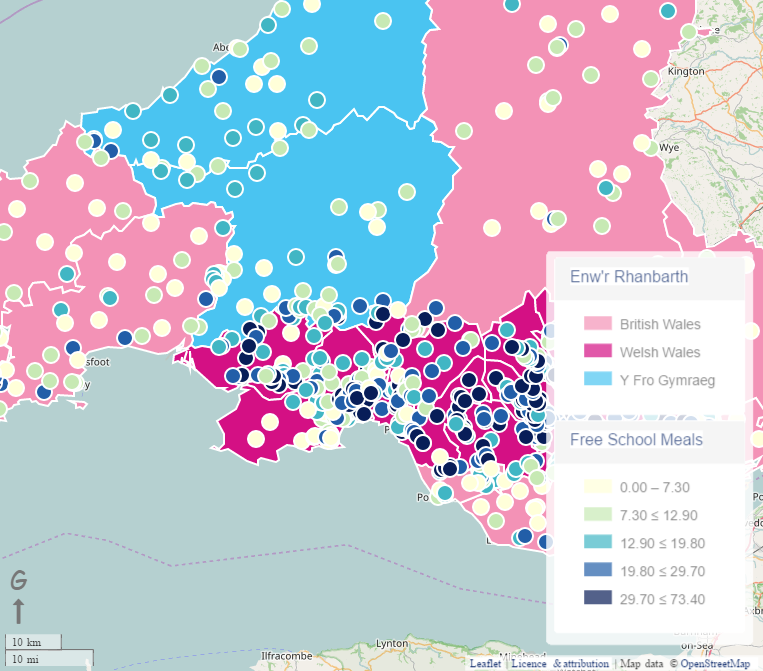 Kington
Wye
Enw'r Rhanbarth
British Wales
Welsh Wales
Y Fro Gymraeg
sfoot
y
Free School Meals
Po
0.00 – 7.30
7.30 ≤ 12.90
12.90 ≤ 19.80
19.80 ≤ 29.70
29.70 ≤ 73.40
G
10 km
10 mi
Ilfracombe
Lynton
on-Sea
Leaflet | Licence & attribution | Map data © OpenStreetMap